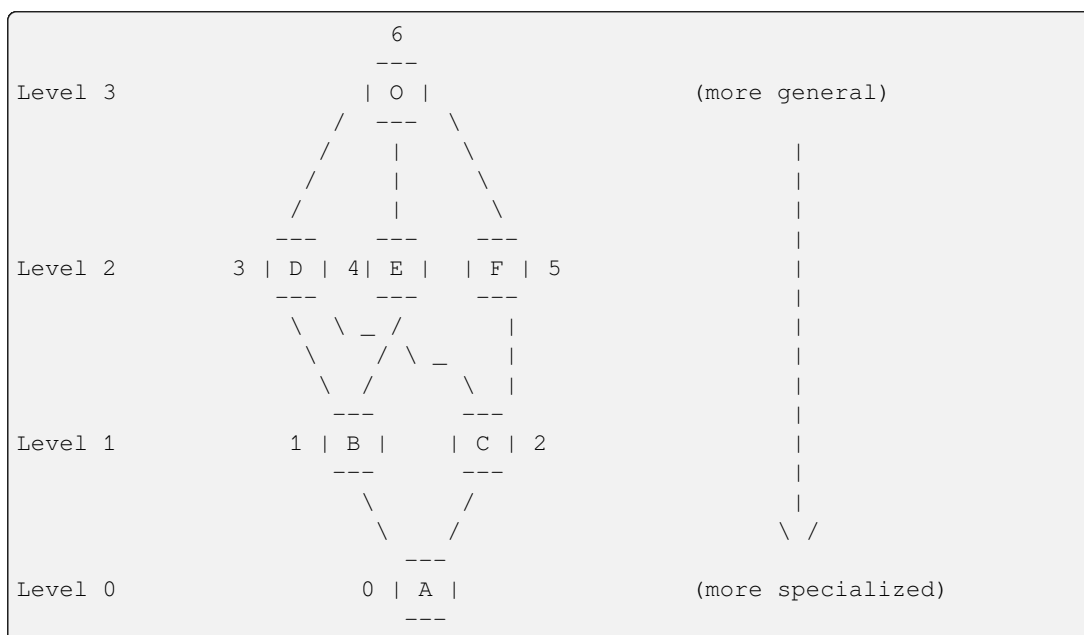 6
                             ---
Level 3                     | O |                     (more general)
                          /  ---  \
                         /    |     \                          |
                        /     |      \                         |
                       /      |       \                        |
                      ---    ---    ---                        |
Level 2            3 | D | 4| E |  | F | 5                     |
                      ---    ---    ---                        |
                       \  \ _ /        |                       |
                        \     / \ _    |                       |
                         \  /       \  |                       |
                          ---      ---                         |
Level 1                1 | B |    | C | 2                      |
                          ---      ---                         |
                            \       /                          |
                             \     /                          \ /
                               ---
Level 0                     0 | A |                   (more specialized)
                               ---